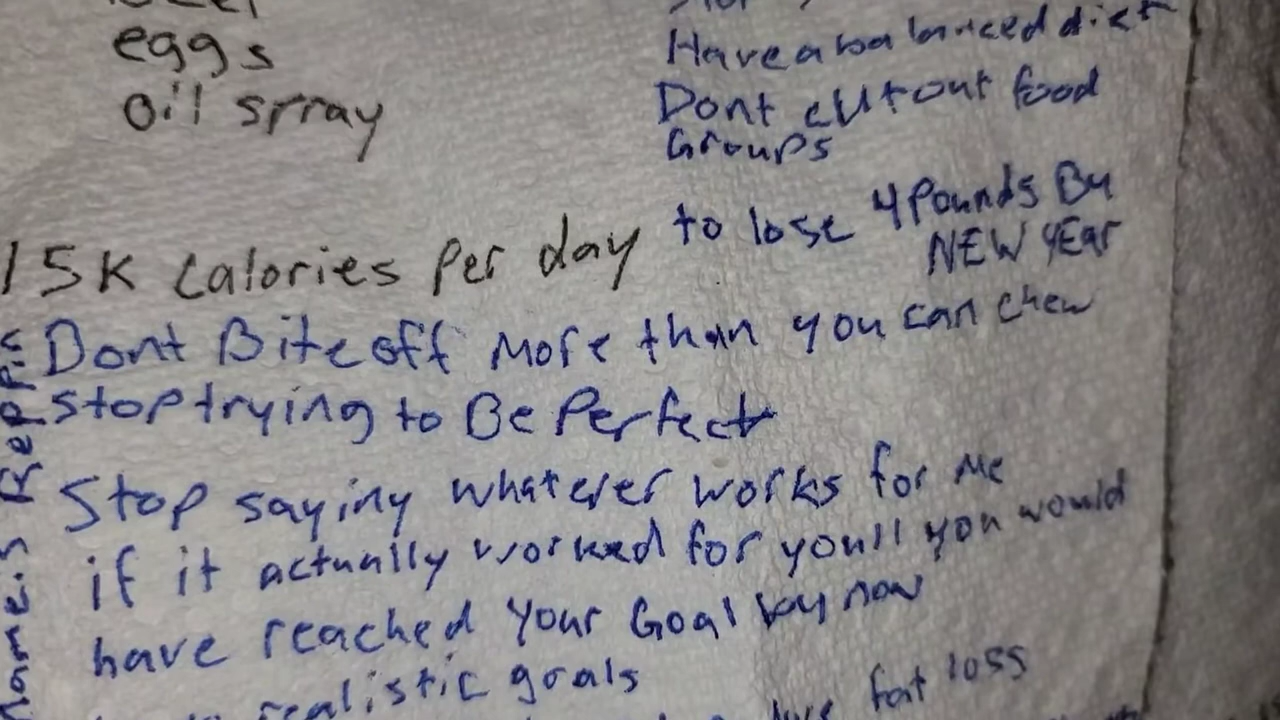 eggs
oil srray
Have a balanced diet
Dont cut out food
Groups
15K calories Per day to lose 4 Pounds By
NEW YEar
Dont Bite off More than you can chew
stop trying to Be Perfect
Stop saying whatever works for Me
if it actually worked for youll you would
have reached your Goal by now
realistic goals
fat loss